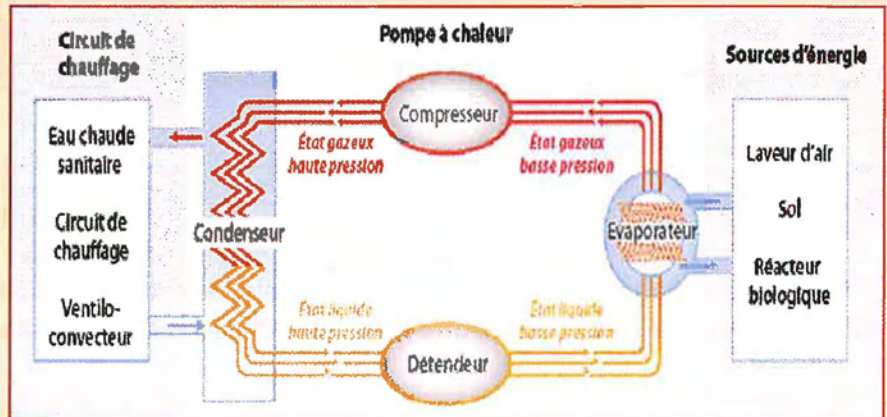 Circuit de
chauffage
Pompe à chaleur
Sources d'énergie
Eau chaude
sanitaire
Circuit de
chauffage
Ventilo-
convecteur
Condenseur
Compresseur
État gazeux
haute pression
État gazeux
basse pression
Evaporateur
État liquide
haute pression
État liquide
basse pression
Détendeur
Laveur d'air
Sol
Réacteur
biologique